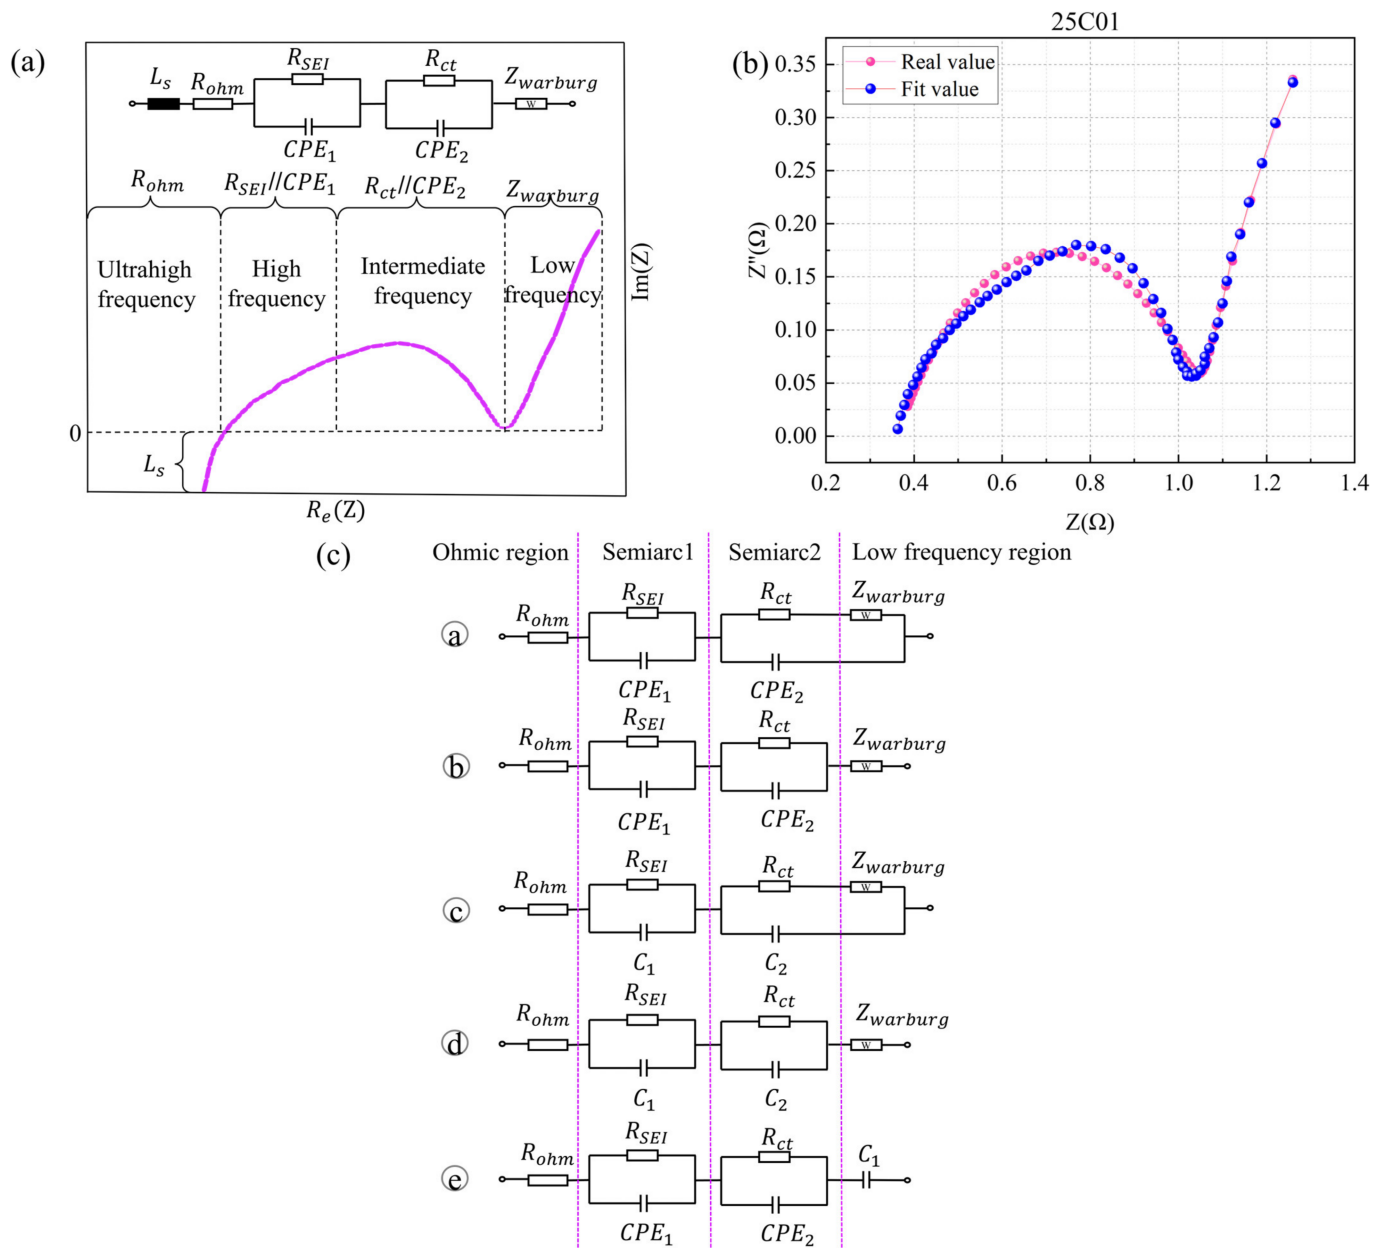 (a)
L_s R_ohm R_SEI R_ct Z_warburg
W
CPE_1 CPE_2
R_ohm R_SEI//CPE_1 R_ct//CPE_2 Z_warburg
Ultrahigh frequency
High frequency
Intermediate frequency
Low frequency
Im(Z)
0
L_s
R_e(Z)
25C01
(b)
Real value
Fit value
Z"(Ω)
0.35
0.30
0.25
0.20
0.15
0.10
0.05
0.00
0.2 0.4 0.6 0.8 1.0 1.2 1.4
Z(Ω)
(c)
Ohmic region Semiarc1 Semiarc2 Low frequency region
a
R_ohm R_SEI R_ct Z_warburg
W
CPE_1 CPE_2
b
R_ohm R_SEI R_ct Z_warburg
W
CPE_1 CPE_2
c
R_ohm R_SEI R_ct Z_warburg
W
C_1 C_2
d
R_ohm R_SEI R_ct Z_warburg
W
C_1 C_2
e
R_ohm R_SEI R_ct C_1
CPE_1 CPE_2